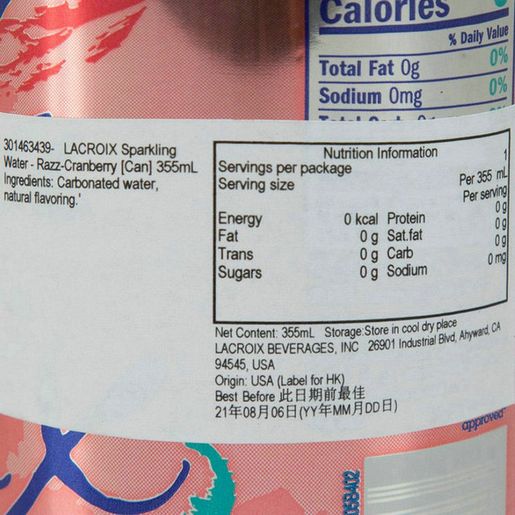 Calories
% Daily Value
Total Fat 0g 0%
Sodium 0mg 0%
301463439- LACROIX Sparkling
Water - Razz-Cranberry [Can] 355mL
Ingredients: Carbonated water,
natural flavoring.'
Nutrition Information
Servings per package 1
Serving size Per 355 mL
Per serving
Energy 0 kcal Protein 0 g
Fat 0 g Sat.fat 0 g
Trans 0 g Carb 0 g
Sugars 0 g Sodium 0 mg
Net Content: 355mL Storage:Store in cool dry place
LACROIX BEVERAGES, INC 26901 Industrial Blvd, Ahyward, CA
94545, USA
Origin: USA (Label for HK)
Best Before 此日期前最佳
21年08月06日(YY年MM月DD日)
approved